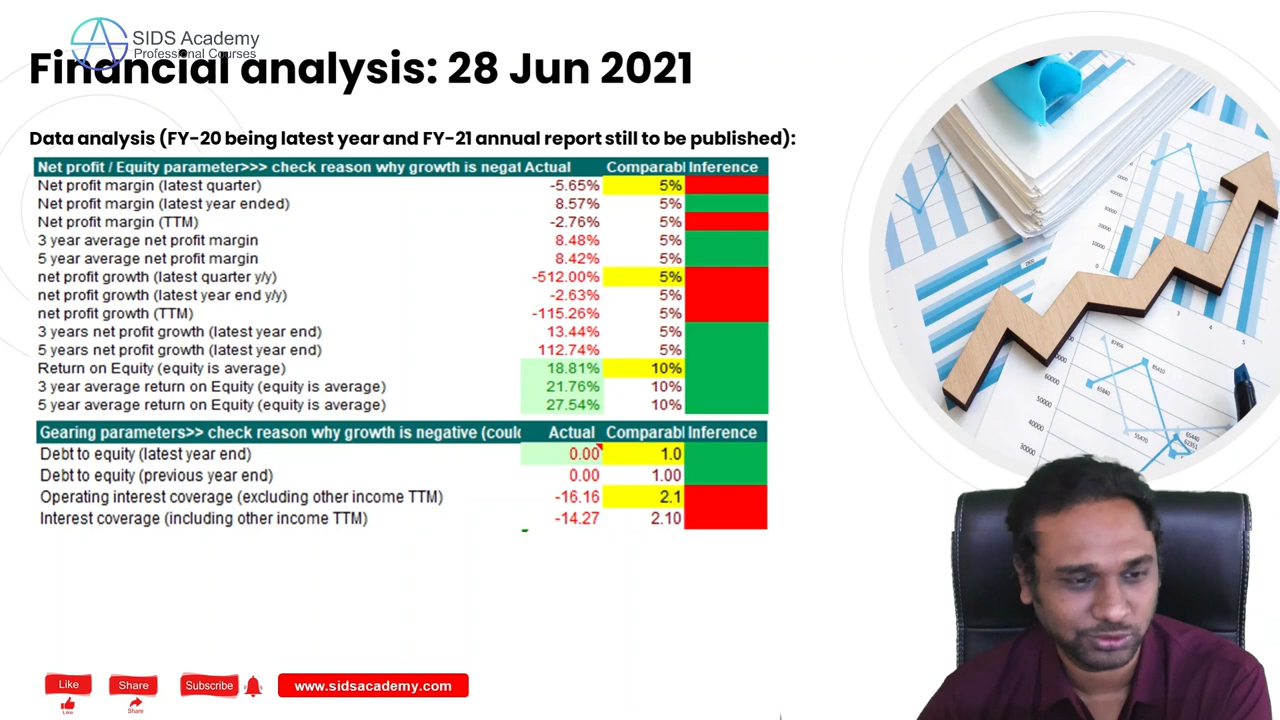 SIDS Academy
Professional Courses
Financial analysis: 28 Jun 2021
Data analysis (FY-20 being latest year and FY-21 annual report still to be published):
Net profit / Equity parameter>>> check reason why growth is negat Actual Comparabl Inference
Net profit margin (latest quarter) -5.65% 5%
Net profit margin (latest year ended) 8.57% 5%
Net profit margin (TTM) -2.76% 5%
3 year average net profit margin 8.48% 5%
5 year average net profit margin 8.42% 5%
net profit growth (latest quarter y/y) -512.00% 5%
net profit growth (latest year end y/y) -2.63% 5%
net profit growth (TTM) -115.26% 5%
3 years net profit growth (latest year end) 13.44% 5%
5 years net profit growth (latest year end) 112.74% 5%
Return on Equity (equity is average) 18.81% 10%
3 year average return on Equity (equity is average) 21.76% 10%
5 year average return on Equity (equity is average) 27.54% 10%
Gearing parameters>> check reason why growth is negative (could Actual Comparabl Inference
Debt to equity (latest year end) 0.00 1.0
Debt to equity (previous year end) 0.00 1.00
Operating interest coverage (excluding other income TTM) -16.16 2.1
Interest coverage (including other income TTM) -14.27 2.10
Like Share Subscribe www.sidsacademy.com
Like Share